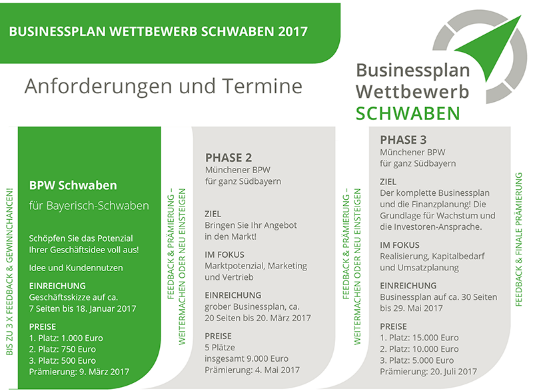 BUSINESSPLAN WETTBEWERB SCHWABEN 2017
Anforderungen und Termine
Businessplan
Wettbewerb
SCHWABEN
BIS ZU 3 X FEEDBACK & GEWINNCHANCEN!
BPW Schwaben
für Bayerisch-Schwaben
Schöpfen Sie das Potenzial
Ihrer Geschäftsidee voll aus!
Idee und Kundennutzen
EINREICHUNG
Geschäftsskizze auf ca.
7 Seiten bis 18. Januar 2017
PREISE
1. Platz: 1.000 Euro
2. Platz: 750 Euro
3. Platz: 500 Euro
Prämierung: 9. März 2017
FEEDBACK & PRÄMIERUNG –
WEITERMACHEN ODER NEU EINSTEIGEN
PHASE 2
Münchener BPW
für ganz Südbayern
ZIEL
Bringen Sie Ihr Angebot
in den Markt!
IM FOKUS
Marktpotenzial, Marketing
und Vertrieb
EINREICHUNG
grober Businessplan, ca.
20 Seiten bis 20. März 2017
PREISE
5 Plätze
insgesamt 9.000 Euro
Prämierung: 4. Mai 2017
FEEDBACK & PRÄMIERUNG –
WEITERMACHEN ODER NEU EINSTEIGEN
PHASE 3
Münchener BPW
für ganz Südbayern
ZIEL
Der komplette Businessplan
und die Finanzplanung! Die
Grundlage für Wachstum und
die Investoren-Ansprache.
IM FOKUS
Realisierung, Kapitalbedarf
und Umsatzplanung
EINREICHUNG
Businessplan auf ca. 30 Seiten
bis 29. Mai 2017
PREISE
1. Platz: 15.000 Euro
2. Platz: 10.000 Euro
3. Platz: 5.000 Euro
Prämierung: 20. Juli 2017
FEEDBACK & FINALE PRÄMIERUNG